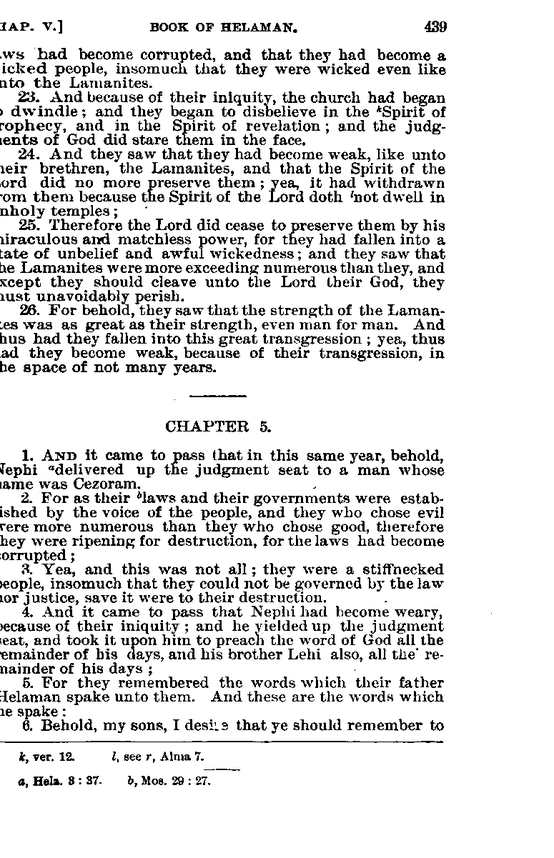 HAP. V.] BOOK OF HELAMAN. 439
ws had become corrupted, and that they had become a
icked people, insomuch that they were wicked even like
nto the Lamanites.
23. And because of their iniquity, the church had began
dwindle; and they began to disbelieve in the ᵏSpirit of
rophecy, and in the Spirit of revelation; and the judg-
ents of God did stare them in the face.
24. And they saw that they had become weak, like unto
eir brethren, the Lamanites, and that the Spirit of the
ord did no more preserve them; yea, it had withdrawn
om them because the Spirit of the Lord doth ˡnot dwell in
nholy temples;
25. Therefore the Lord did cease to preserve them by his
iraculous and matchless power, for they had fallen into a
tate of unbelief and awful wickedness; and they saw that
he Lamanites were more exceeding numerous than they, and
xcept they should cleave unto the Lord their God, they
ust unavoidably perish.
26. For behold, they saw that the strength of the Laman-
es was as great as their strength, even man for man. And
hus had they fallen into this great transgression; yea, thus
ad they become weak, because of their transgression, in
he space of not many years.
CHAPTER 5.
1. AND it came to pass that in this same year, behold,
Nephi ᵃdelivered up the judgment seat to a man whose
ame was Cezoram.
2. For as their ᵇlaws and their governments were estab-
ished by the voice of the people, and they who chose evil
ere more numerous than they who chose good, therefore
hey were ripening for destruction, for the laws had become
orrupted;
3. Yea, and this was not all; they were a stiffnecked
eople, insomuch that they could not be governed by the law
or justice, save it were to their destruction.
4. And it came to pass that Nephi had become weary,
ecause of their iniquity; and he yielded up the judgment
eat, and took it upon him to preach the word of God all the
emainder of his days, and his brother Lehi also, all the re-
ainder of his days;
5. For they remembered the words which their father
Helaman spake unto them. And these are the words which
e spake:
6. Behold, my sons, I desire that ye should remember to
k, ver. 12. l, see r, Alma 7.
a, Hela. 3:37. b, Mos. 29:27.